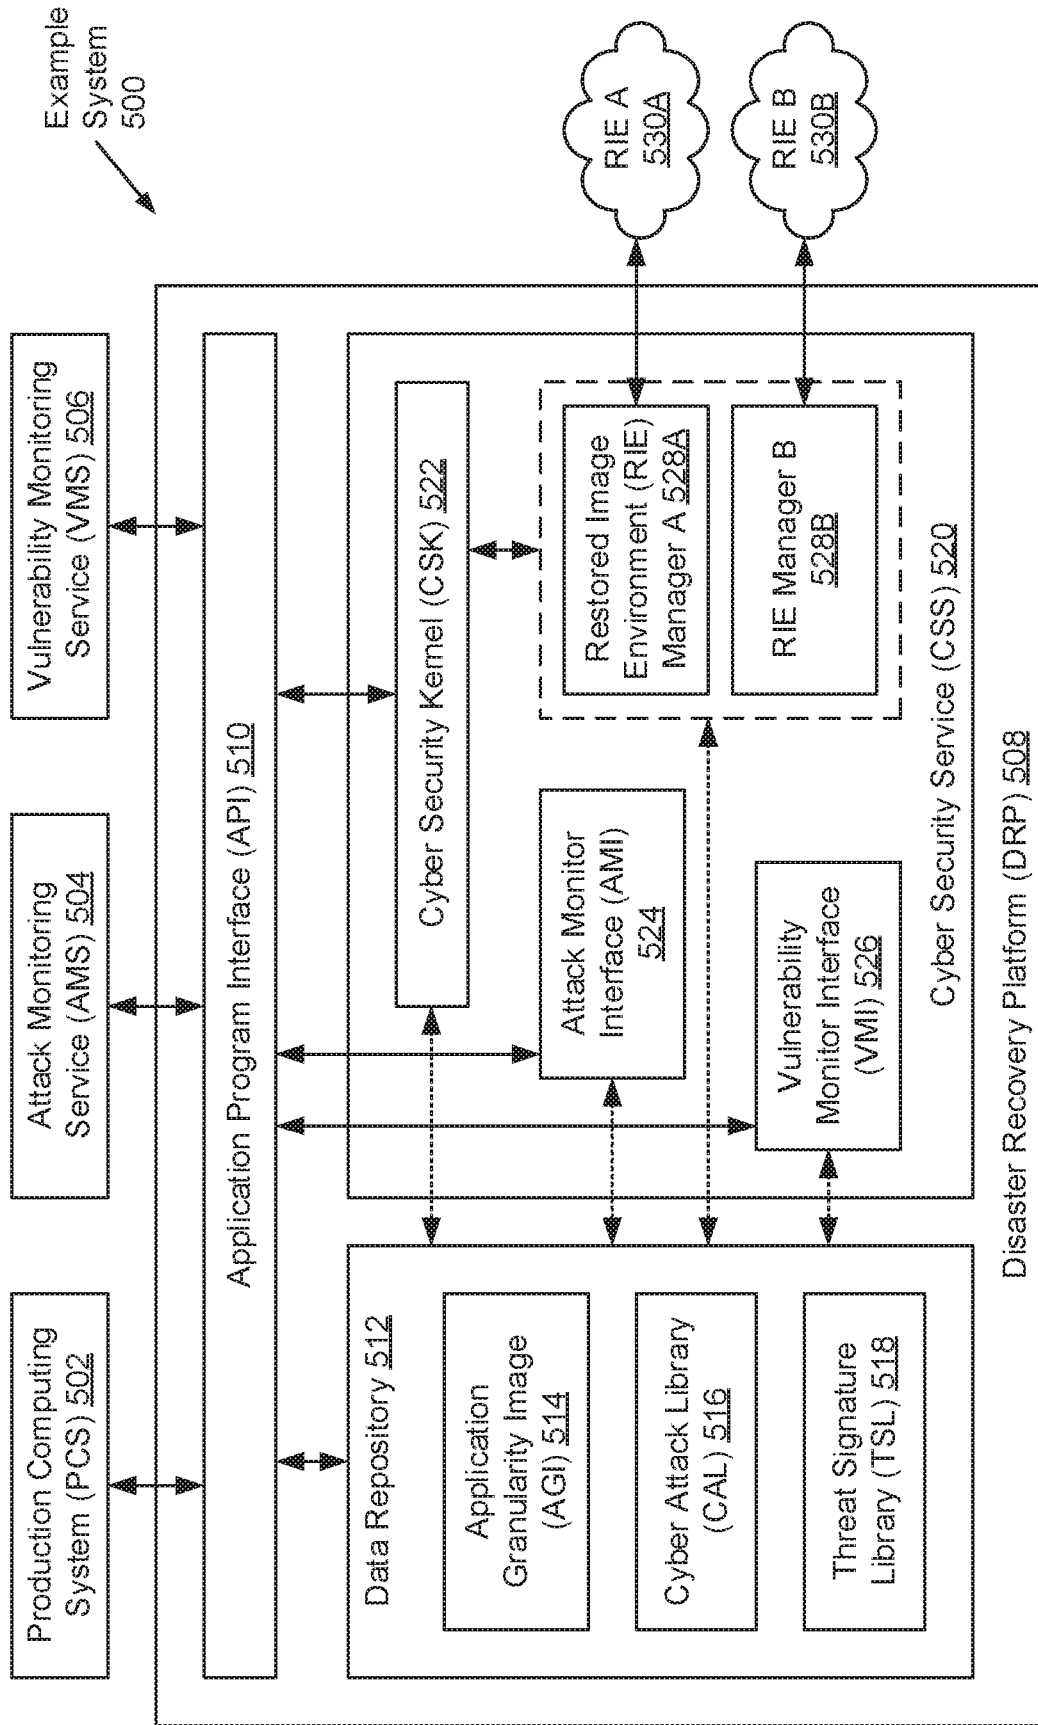 Example
System
500
Production Computing
System (PCS) 502
Attack Monitoring
Service (AMS) 504
Vulnerability Monitoring
Service (VMS) 506
Application Program Interface (API) 510
Data Repository 512
Application
Granularity Image
(AGI) 514
Cyber Attack Library
(CAL) 516
Threat Signature
Library (TSL) 518
Cyber Security Kernel (CSK) 522
Attack Monitor
Interface (AMI)
524
Vulnerability
Monitor Interface
(VMI) 526
Restored Image
Environment (RIE)
Manager A 528A
RIE Manager B
528B
Cyber Security Service (CSS) 520
Disaster Recovery Platform (DRP) 508
RIE A
530A
RIE B
530B